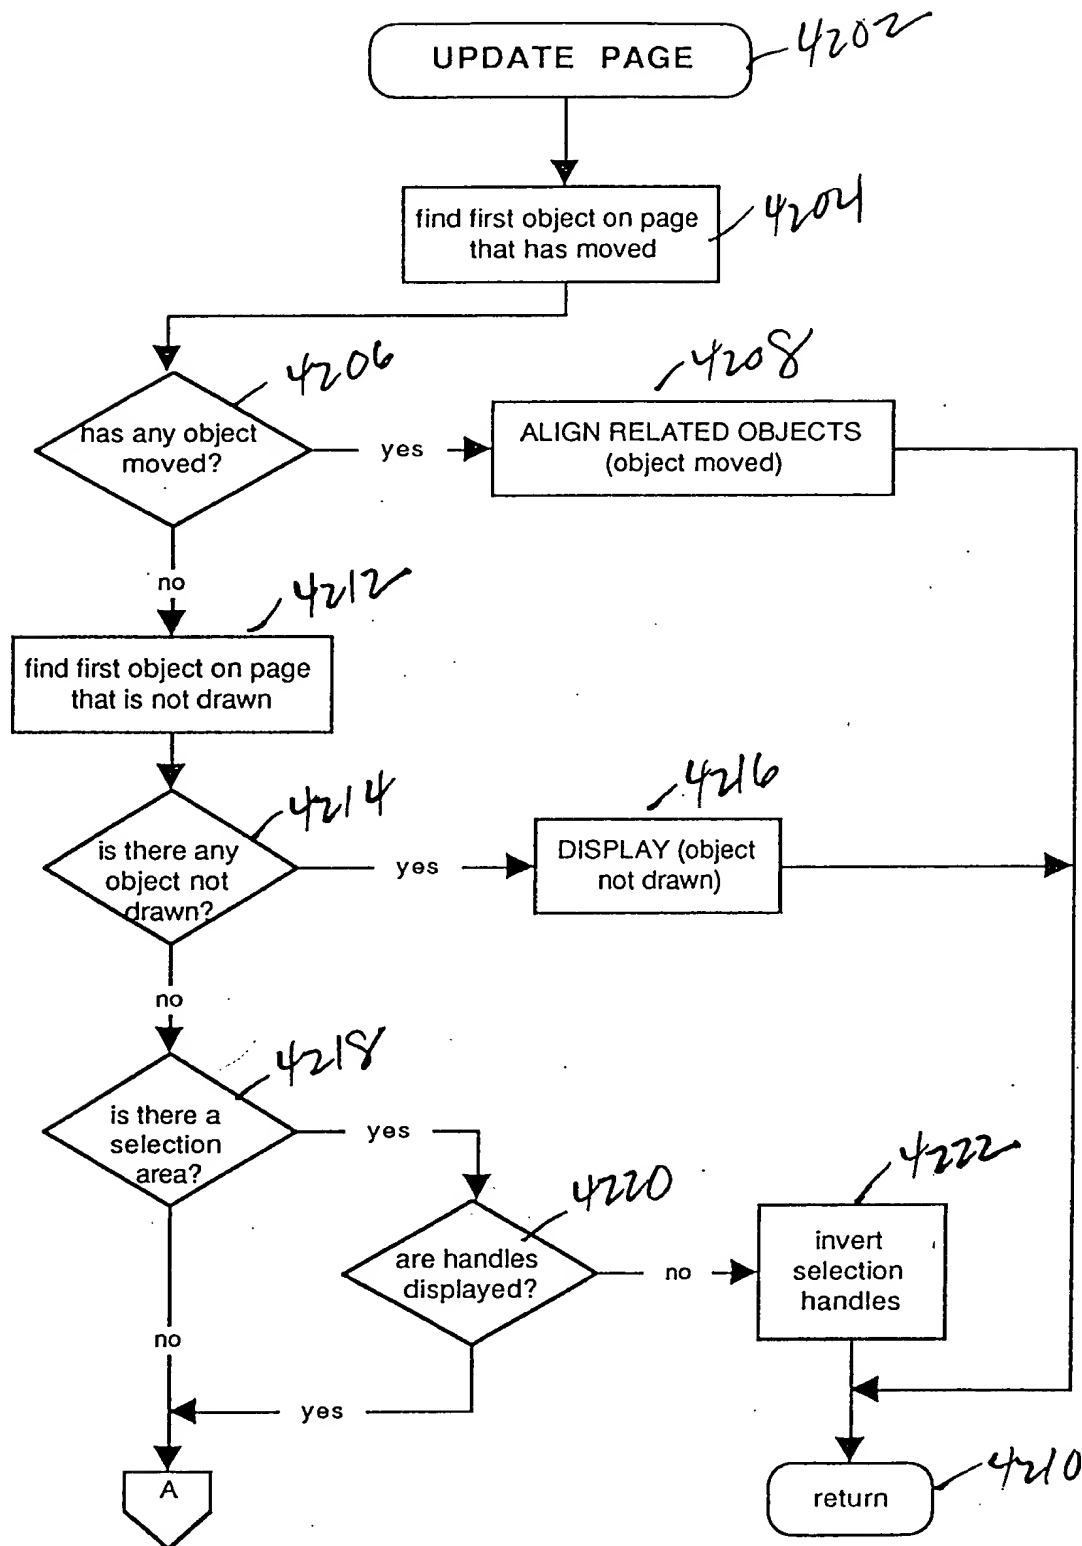 UPDATE PAGE
4202
find first object on page
that has moved
4204
4206
has any object
moved?
yes
4208
ALIGN RELATED OBJECTS
(object moved)
no
4212
find first object on page
that is not drawn
4214
is there any
object not
drawn?
yes
4216
DISPLAY (object
not drawn)
no
4218
is there a
selection
area?
yes
4220
are handles
displayed?
no
4222
invert
selection
handles
no
yes
A
return
4210